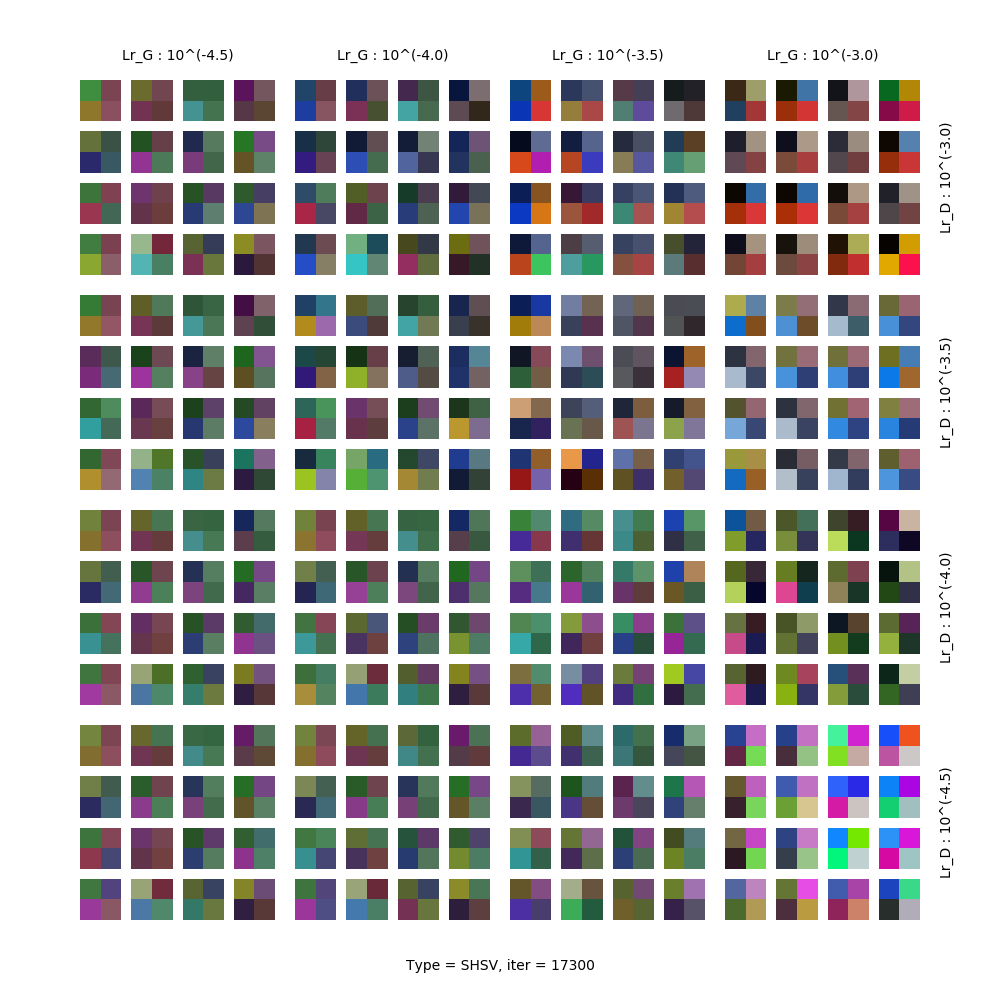 Lr_G : 10^(-4.5)
Lr_G : 10^(-4.0)
Lr_G : 10^(-3.5)
Lr_G : 10^(-3.0)
Lr_D : 10^(-3.0)
Lr_D : 10^(-3.5)
Lr_D : 10^(-4.0)
Lr_D : 10^(-4.5)
Type = SHSV, iter = 17300